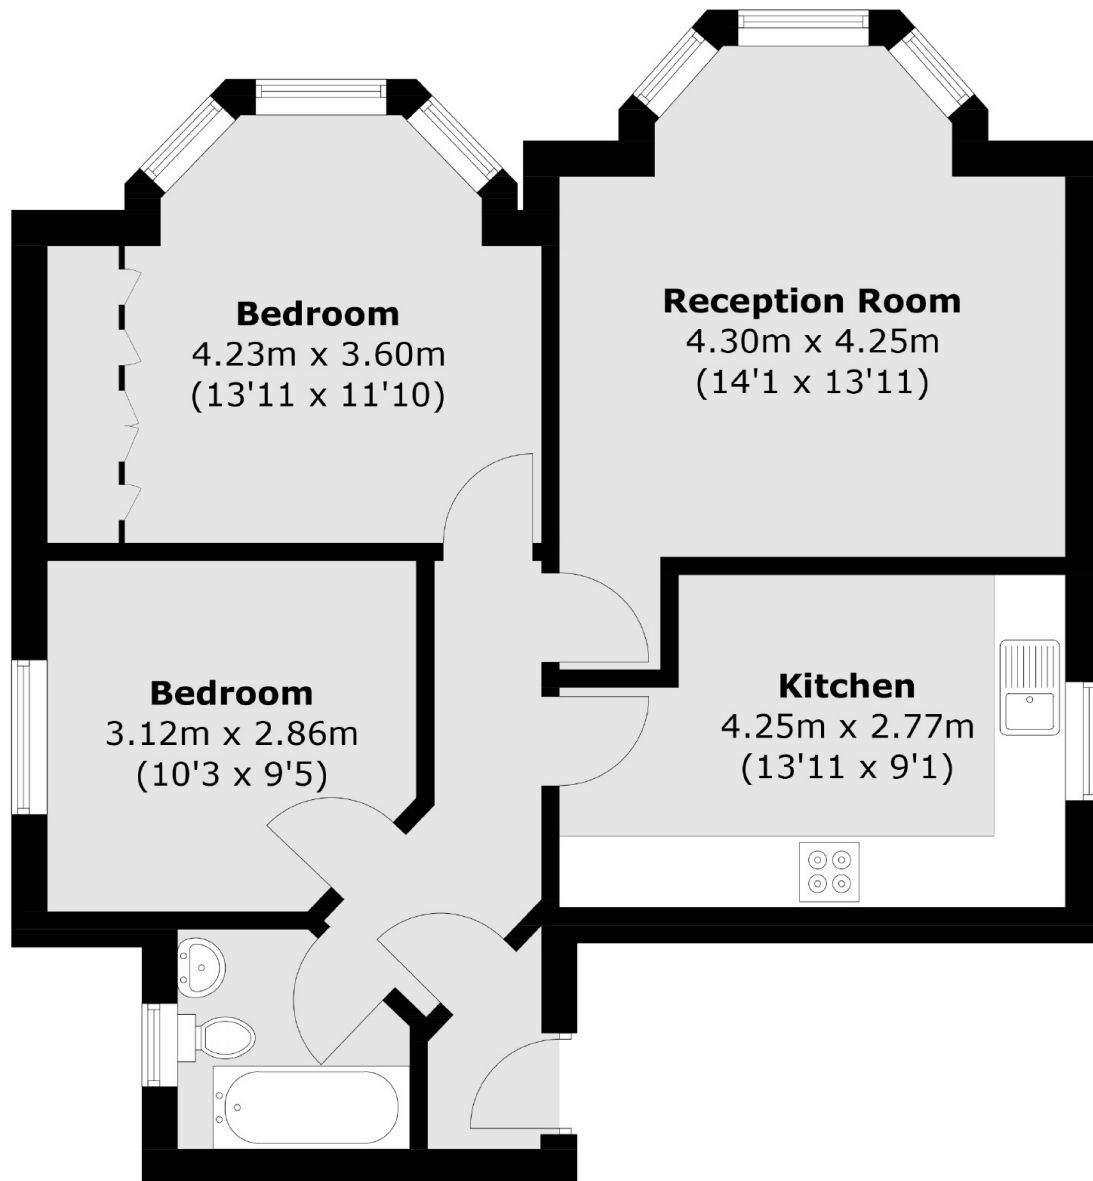 Bedroom
4.23m x 3.60m
(13'11 x 11'10)
Reception Room
4.30m x 4.25m
(14'1 x 13'11)
Bedroom
3.12m x 2.86m
(10'3 x 9'5)
Kitchen
4.25m x 2.77m
(13'11 x 9'1)